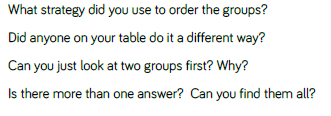 What strategy did you use to order the groups?
Did anyone on your table do it a different way?
Can you just look at two groups first? Why?
Is there more than one answer? Can you find them all?